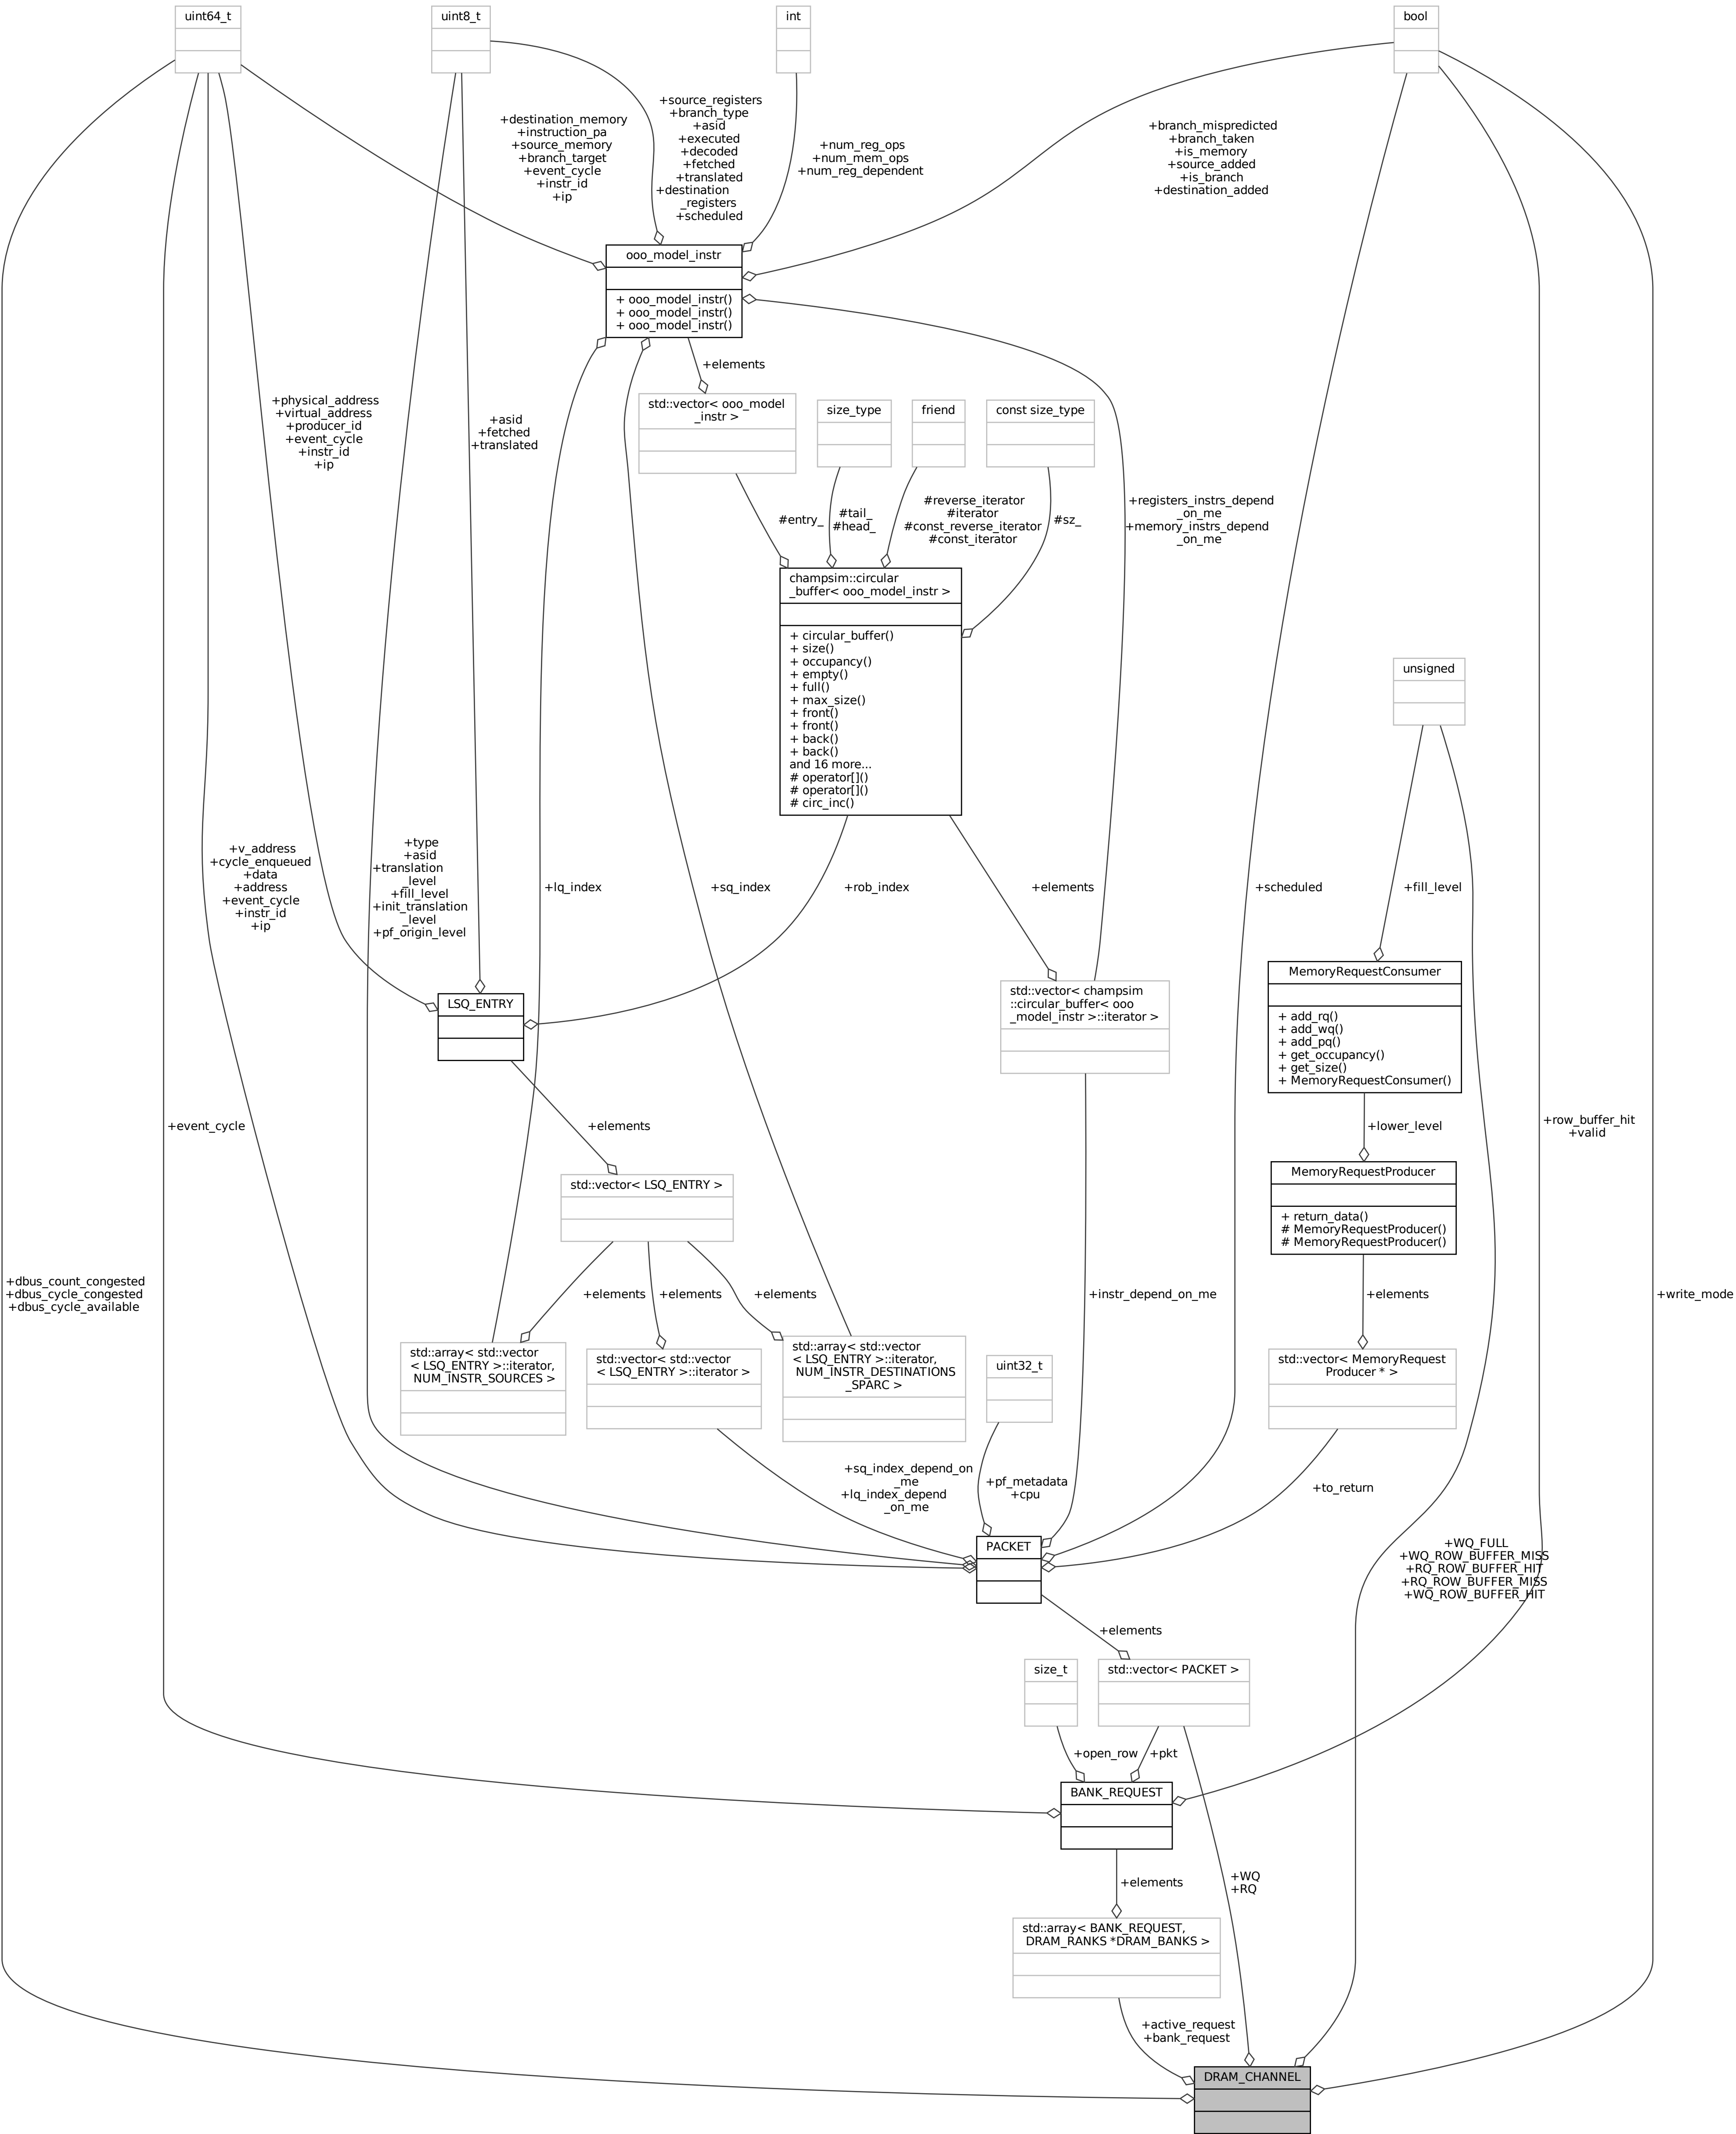 uint64_t
uint8_t
int
bool
+destination_memory
+instruction_pa
+source_memory
+branch_target
+event_cycle
+instr_id
+ip
+source_registers
+branch_type
+asid
+executed
+decoded
+fetched
+translated
+destination
_registers
+scheduled
+num_reg_ops
+num_mem_ops
+num_reg_dependent
+branch_mispredicted
+branch_taken
+is_memory
+source_added
+is_branch
+destination_added
ooo_model_instr
+ ooo_model_instr()
+ ooo_model_instr()
+ ooo_model_instr()
+elements
std::vector< ooo_model
_instr >
size_type
friend
const size_type
+physical_address
+virtual_address
+producer_id
+event_cycle
+instr_id
+ip
+asid
+fetched
+translated
#entry_
#tail_
#head_
#reverse_iterator
#iterator
#const_reverse_iterator
#const_iterator
#sz_
+registers_instrs_depend
_on_me
+memory_instrs_depend
_on_me
champsim::circular
_buffer< ooo_model_instr >
+ circular_buffer()
+ size()
+ occupancy()
+ empty()
+ full()
+ max_size()
+ front()
+ front()
+ back()
+ back()
and 16 more...
# operator[]()
# operator[]()
# circ_inc()
unsigned
+v_address
+cycle_enqueued
+data
+address
+event_cycle
+instr_id
+ip
+type
+asid
+translation
_level
+fill_level
+init_translation
_level
+pf_origin_level
+lq_index
+sq_index
+rob_index
+elements
+scheduled
+fill_level
LSQ_ENTRY
std::vector< champsim
::circular_buffer< ooo
_model_instr >::iterator >
MemoryRequestConsumer
+ add_rq()
+ add_wq()
+ add_pq()
+ get_occupancy()
+ get_size()
+ MemoryRequestConsumer()
+event_cycle
+elements
+lower_level
+row_buffer_hit
+valid
std::vector< LSQ_ENTRY >
MemoryRequestProducer
+ return_data()
# MemoryRequestProducer()
# MemoryRequestProducer()
+dbus_count_congested
+dbus_cycle_congested
+dbus_cycle_available
+elements
+elements
+elements
+instr_depend_on_me
+elements
+write_mode
std::array< std::vector
< LSQ_ENTRY >::iterator,
NUM_INSTR_SOURCES >
std::vector< std::vector
< LSQ_ENTRY >::iterator >
std::array< std::vector
< LSQ_ENTRY >::iterator,
NUM_INSTR_DESTINATIONS
_SPARC >
uint32_t
std::vector< MemoryRequest
Producer * >
+sq_index_depend_on
_me
+lq_index_depend
_on_me
+pf_metadata
+cpu
+to_return
PACKET
+WQ_FULL
+WQ_ROW_BUFFER_MISS
+RQ_ROW_BUFFER_HIT
+RQ_ROW_BUFFER_MISS
+WQ_ROW_BUFFER_HIT
+elements
size_t
std::vector< PACKET >
+open_row
+pkt
BANK_REQUEST
+elements
+WQ
+RQ
std::array< BANK_REQUEST,
DRAM_RANKS *DRAM_BANKS >
+active_request
+bank_request
DRAM_CHANNEL